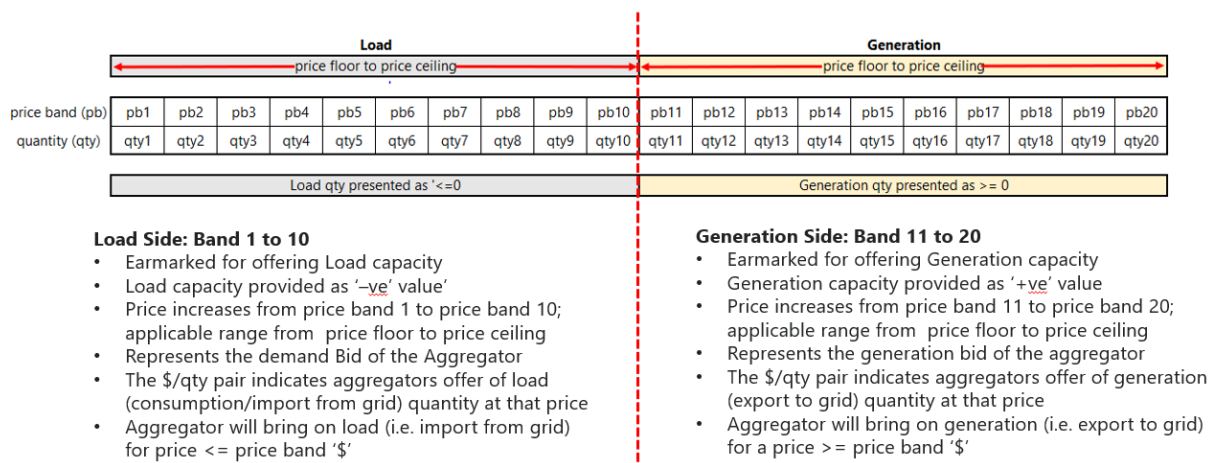 Load
Generation
price floor to price ceiling
price floor to price ceiling
price band (pb) pb1 pb2 pb3 pb4 pb5 pb6 pb7 pb8 pb9 pb10 pb11 pb12 pb13 pb14 pb15 pb16 pb17 pb18 pb19 pb20
quantity (qty) qty1 qty2 qty3 qty4 qty5 qty6 qty7 qty8 qty9 qty10 qty11 qty12 qty13 qty14 qty15 qty16 qty17 qty18 qty19 qty20
Load qty presented as '<=0
Generation qty presented as >= 0
Load Side: Band 1 to 10
• Earmarked for offering Load capacity
• Load capacity provided as ‘–ve’ value’
• Price increases from price band 1 to price band 10;
applicable range from  price floor to price ceiling
• Represents the demand Bid of the Aggregator
• The $/qty pair indicates aggregators offer of load
(consumption/import from grid) quantity at that price
• Aggregator will bring on load (i.e. import from grid)
for price <= price band ‘$’
Generation Side: Band 11 to 20
• Earmarked for offering Generation capacity
• Generation capacity provided as ‘+ve’ value
• Price increases from price band 11 to price band 20;
applicable range from  price floor to price ceiling
• Represents the generation bid of the aggregator
• The $/qty pair indicates aggregators offer of generation
(export to grid) quantity at that price
• Aggregator will bring on generation (i.e. export to grid)
for a price >= price band ‘$’